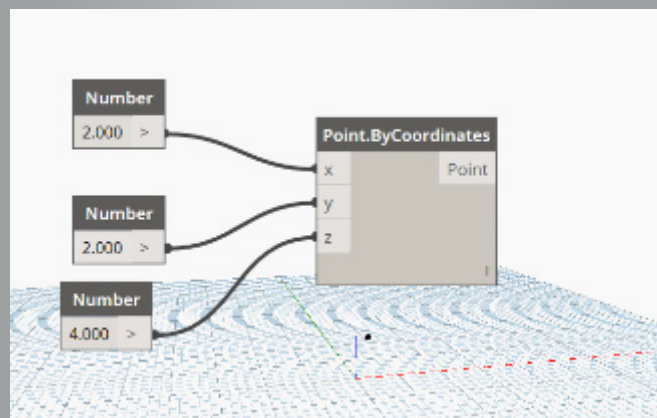 Number
2.000 >
Number
2.000 >
Number
4.000 >
Point.ByCoordinates
x
Point
y
z
l